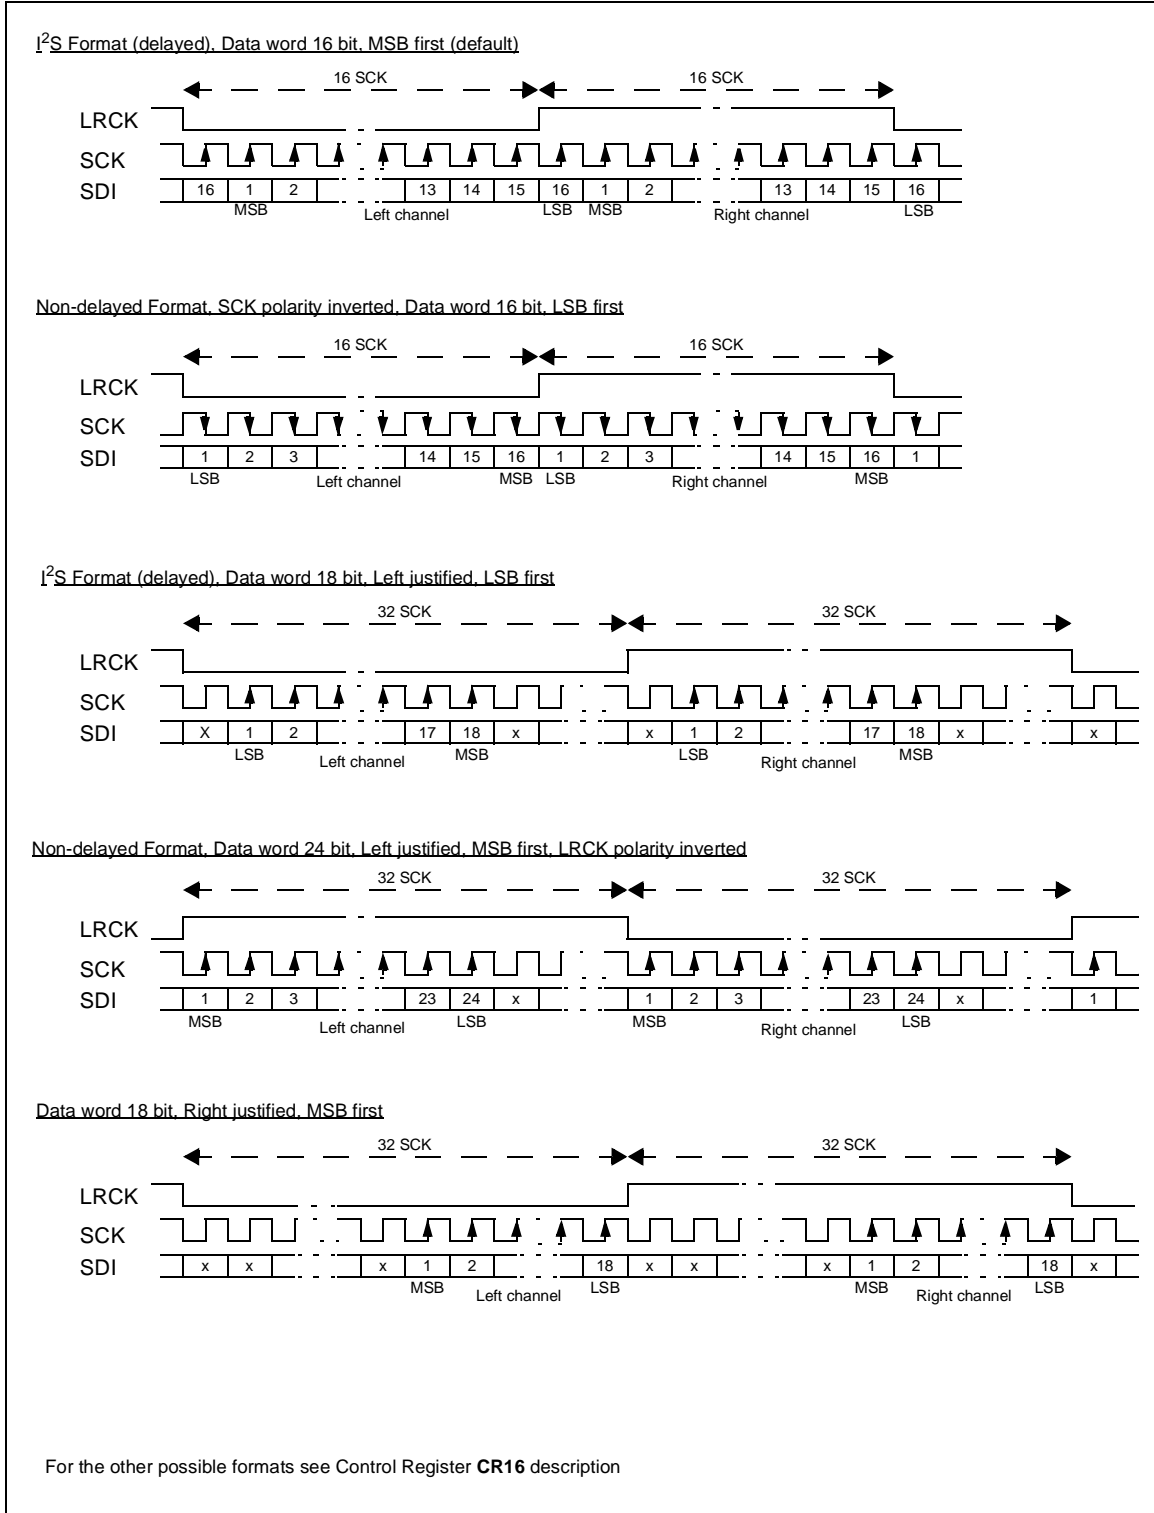 I²S Format (delayed), Data word 16 bit, MSB first (default)
16 SCK 16 SCK
LRCK
SCK
SDI 16 1 2 13 14 15 16 1 2 13 14 15 16
MSB Left channel LSB MSB Right channel LSB
Non-delayed Format, SCK polarity inverted, Data word 16 bit, LSB first
16 SCK 16 SCK
LRCK
SCK
SDI 1 2 3 14 15 16 1 2 3 14 15 16 1
LSB Left channel MSB LSB Right channel MSB
I²S Format (delayed), Data word 18 bit, Left justified, LSB first
32 SCK 32 SCK
LRCK
SCK
SDI X 1 2 17 18 x x 1 2 17 18 x x
LSB Left channel MSB LSB Right channel MSB
Non-delayed Format, Data word 24 bit, Left justified, MSB first, LRCK polarity inverted
32 SCK 32 SCK
LRCK
SCK
SDI 1 2 3 23 24 x 1 2 3 23 24 x 1
MSB Left channel LSB MSB Right channel LSB
Data word 18 bit, Right justified, MSB first
32 SCK 32 SCK
LRCK
SCK
SDI x x x 1 2 18 x x x 1 2 18 x
MSB Left channel LSB MSB Right channel LSB
For the other possible formats see Control Register CR16 description